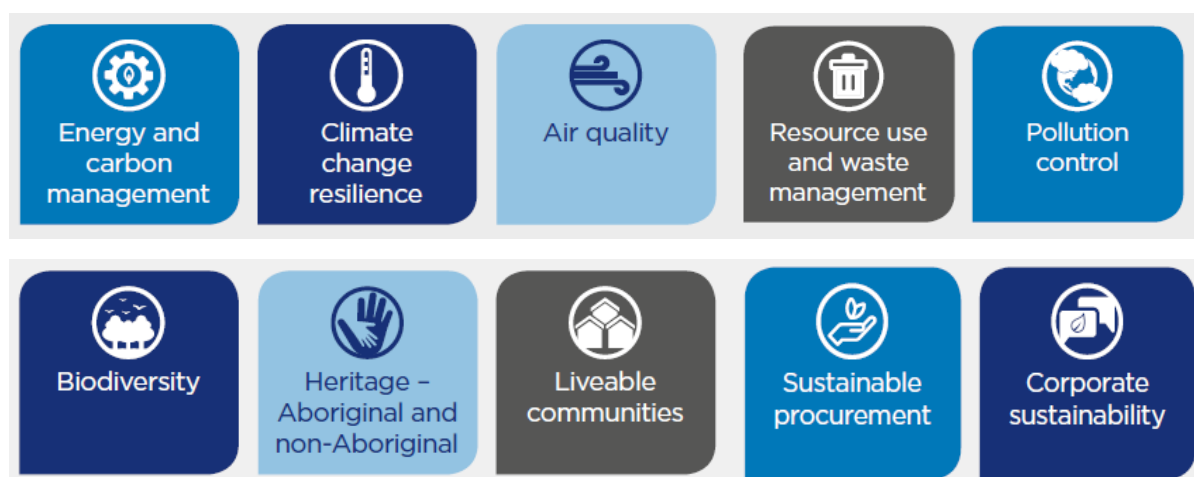 Energy and
carbon
management
Climate
change
resilience
Air quality
Resource use
and waste
management
Pollution
control
Biodiversity
Heritage –
Aboriginal and
non-Aboriginal
Liveable
communities
Sustainable
procurement
Corporate
sustainability